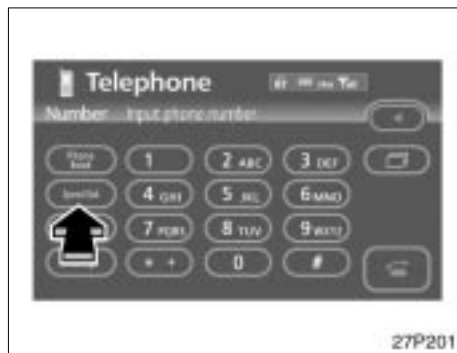 Telephone
Number Input phone number
Phone book 1 2 ABC 3 DEF
Speed dial 4 GHI 5 JKL 6 MNO
7 PQRS 8 TUV 9 WXYZ
* + 0 #
27P201